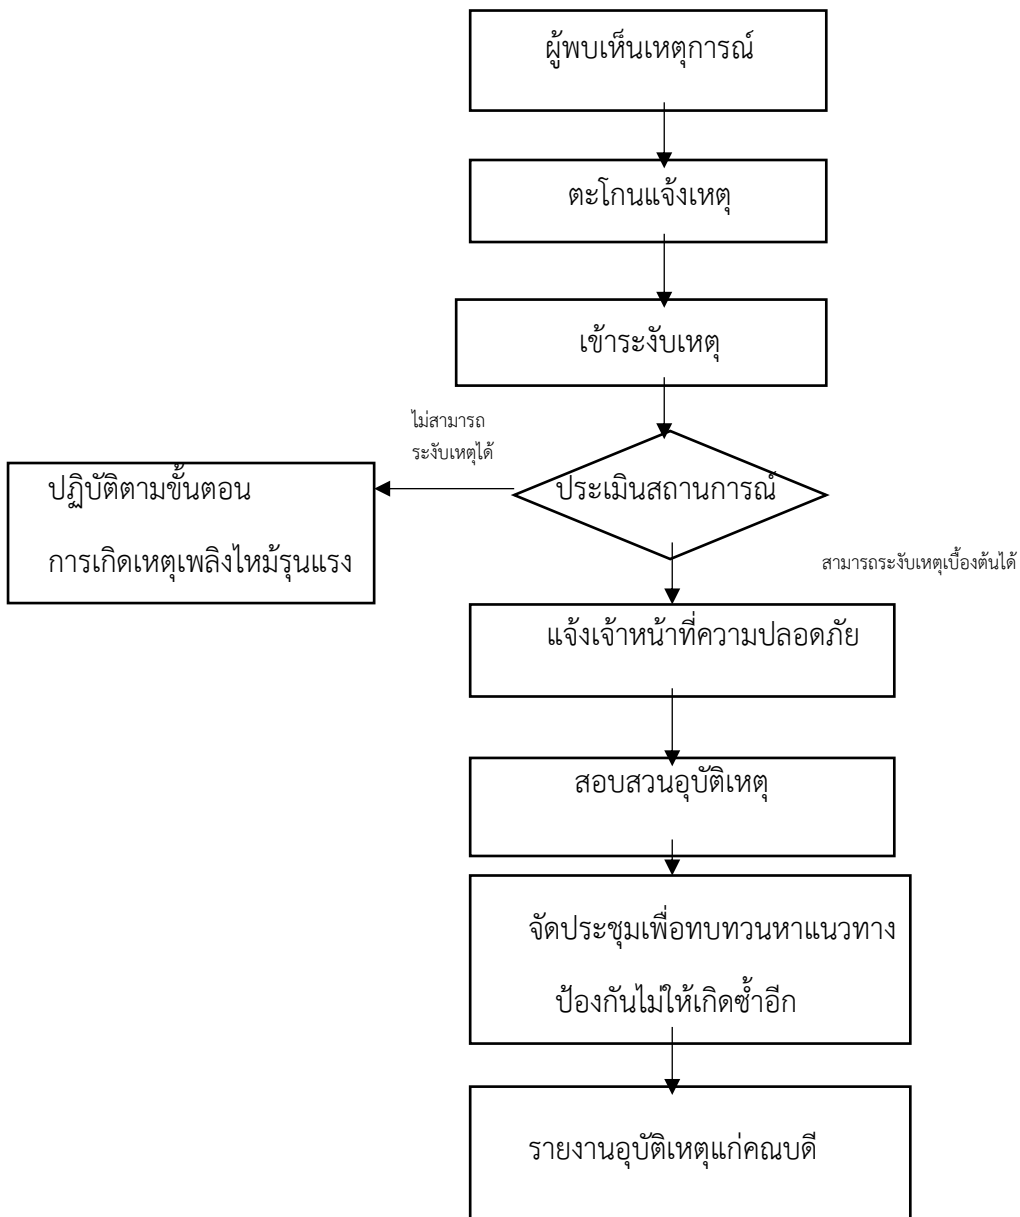 ผู้พบเห็นเหตุการณ์
ตะโกนแจ้งเหตุ
เข้าระงับเหตุ
ไม่สามารถ
ระงับเหตุได้
ประเมินสถานการณ์
ปฏิบัติตามขั้นตอน
การเกิดเหตุเพลิงไหม้รุนแรง
สามารถระงับเหตุเบื้องต้นได้
แจ้งเจ้าหน้าที่ความปลอดภัย
สอบสวนอุบัติเหตุ
จัดประชุมเพื่อทบทวนหาแนวทาง
ป้องกันไม่ให้เกิดซ้ำอีก
รายงานอุบัติเหตุแก่คณบดี